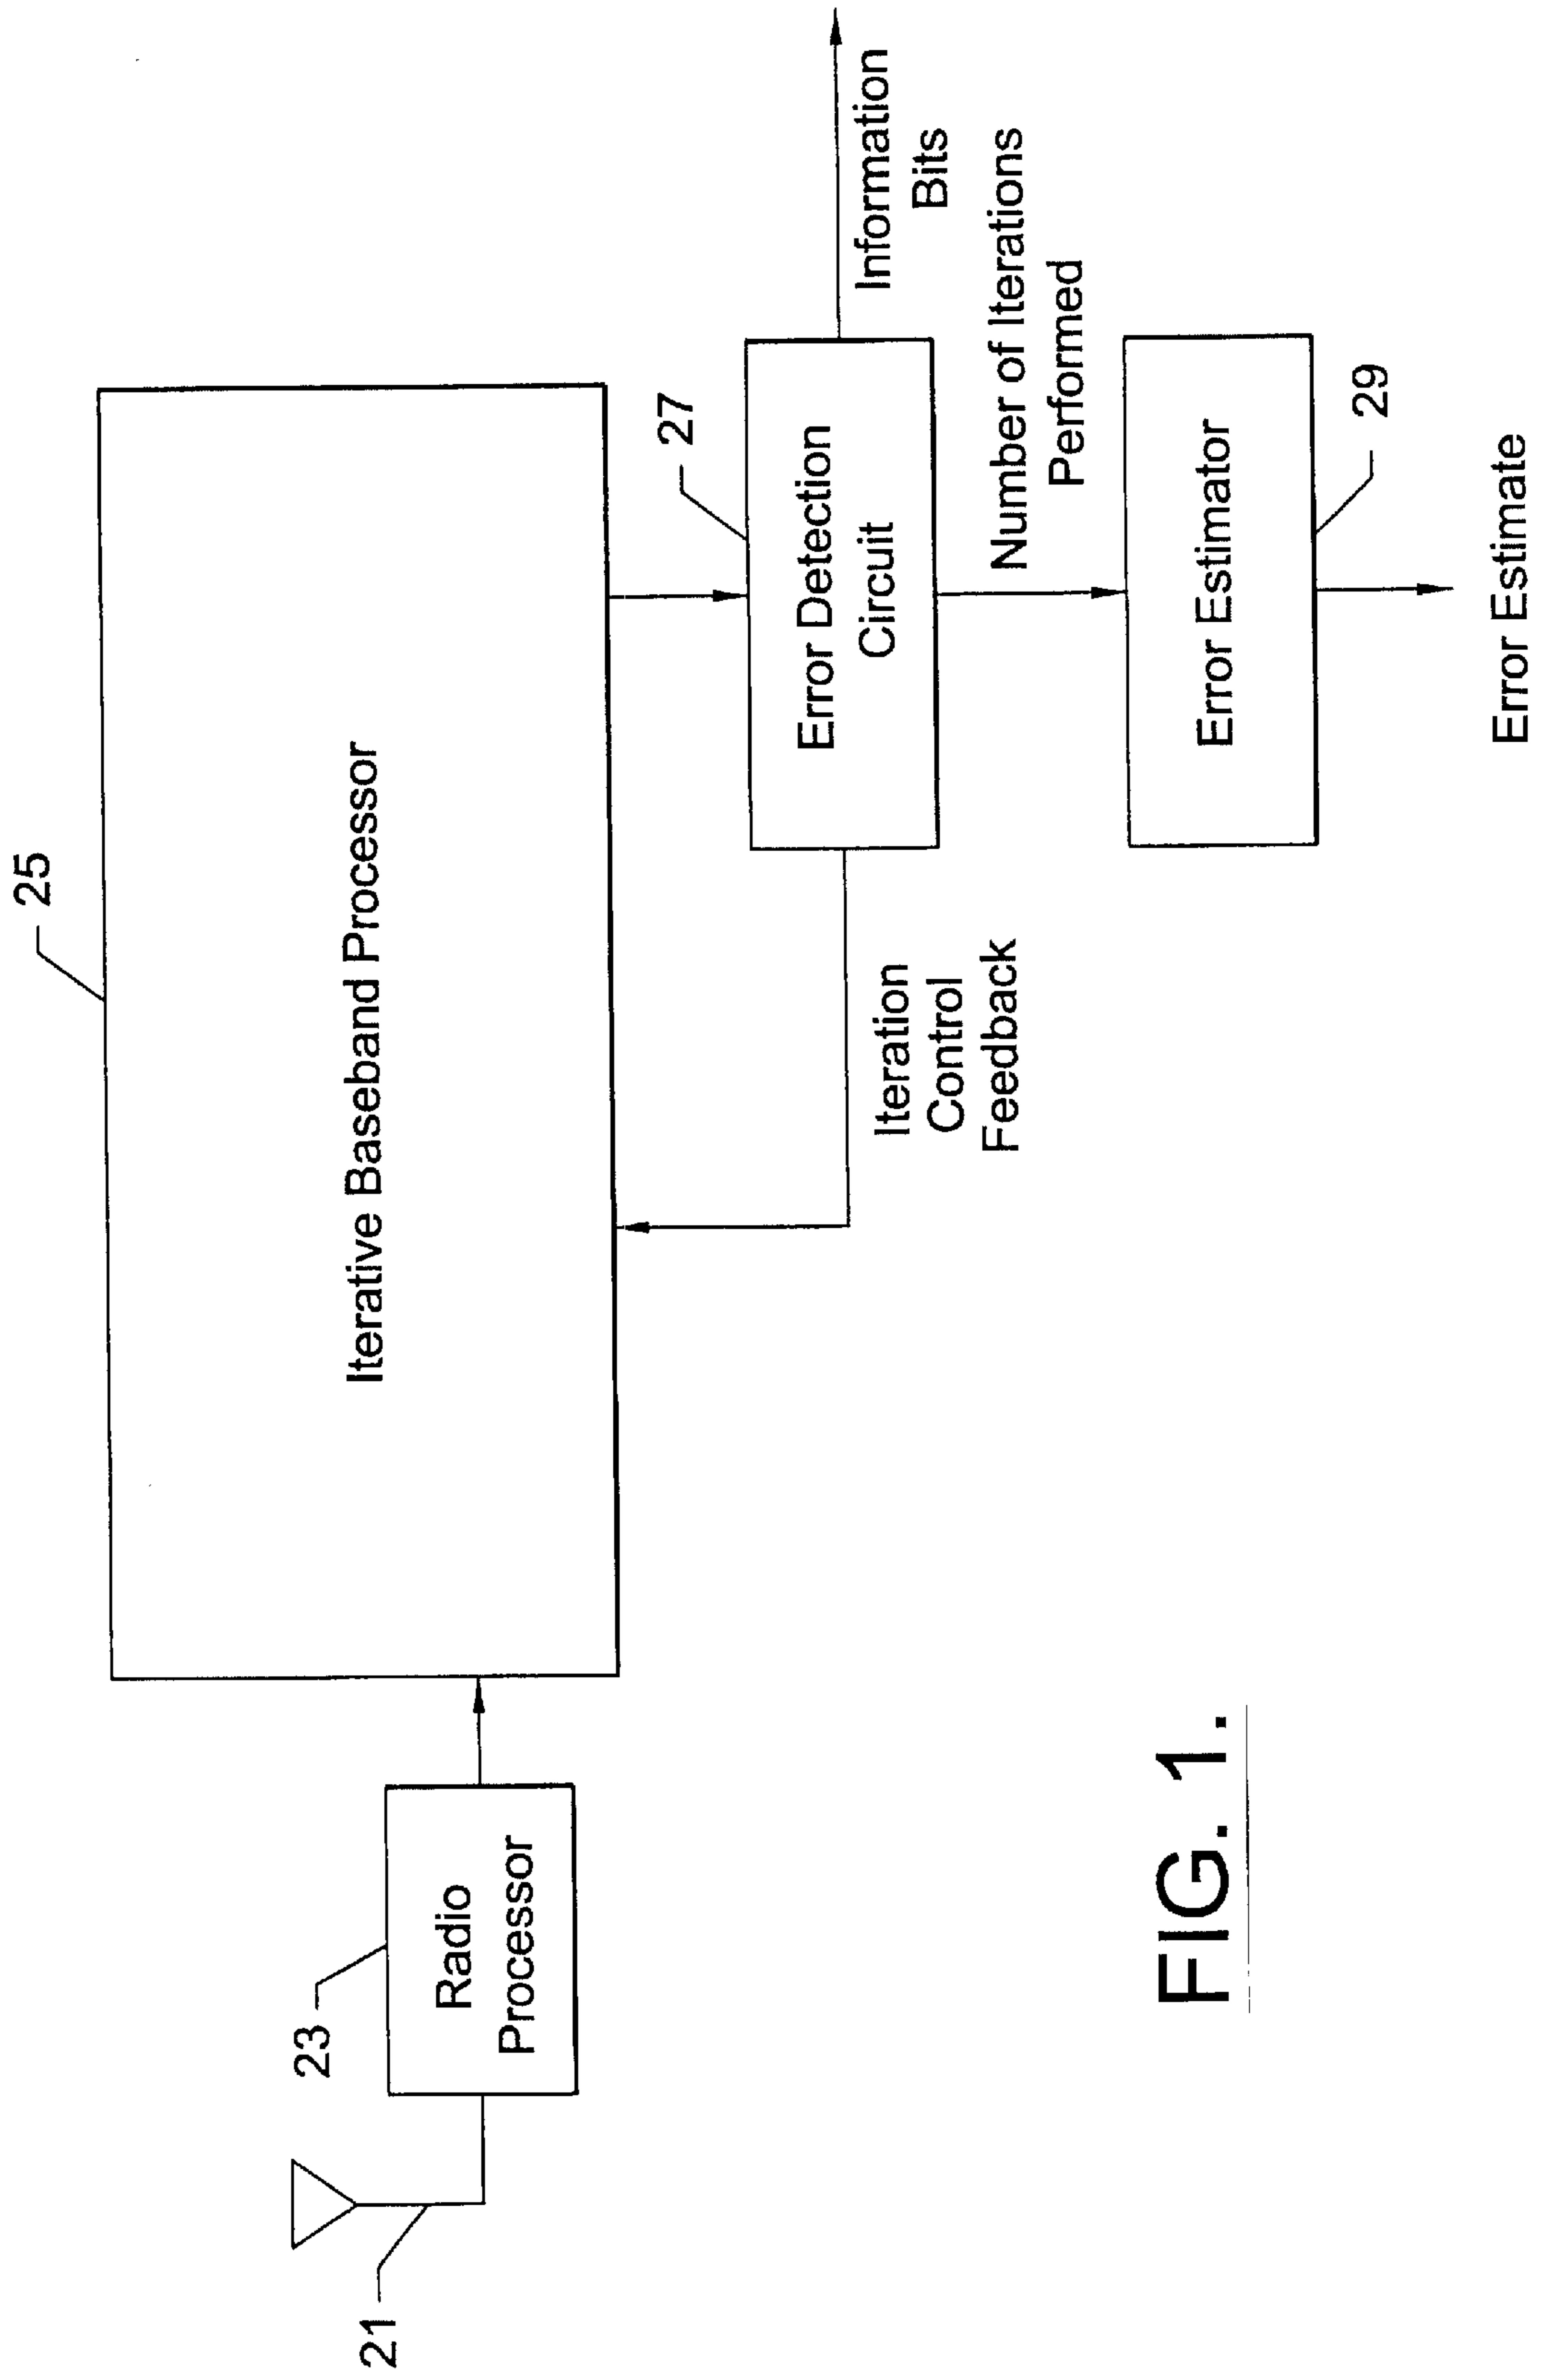 25
Iterative Baseband Processor
23
Radio
Processor
21
27
Error Detection
Circuit
Information
Bits
Iteration
Control
Feedback
Number of Iterations
Performed
Error Estimator
29
Error Estimate
FIG. 1.